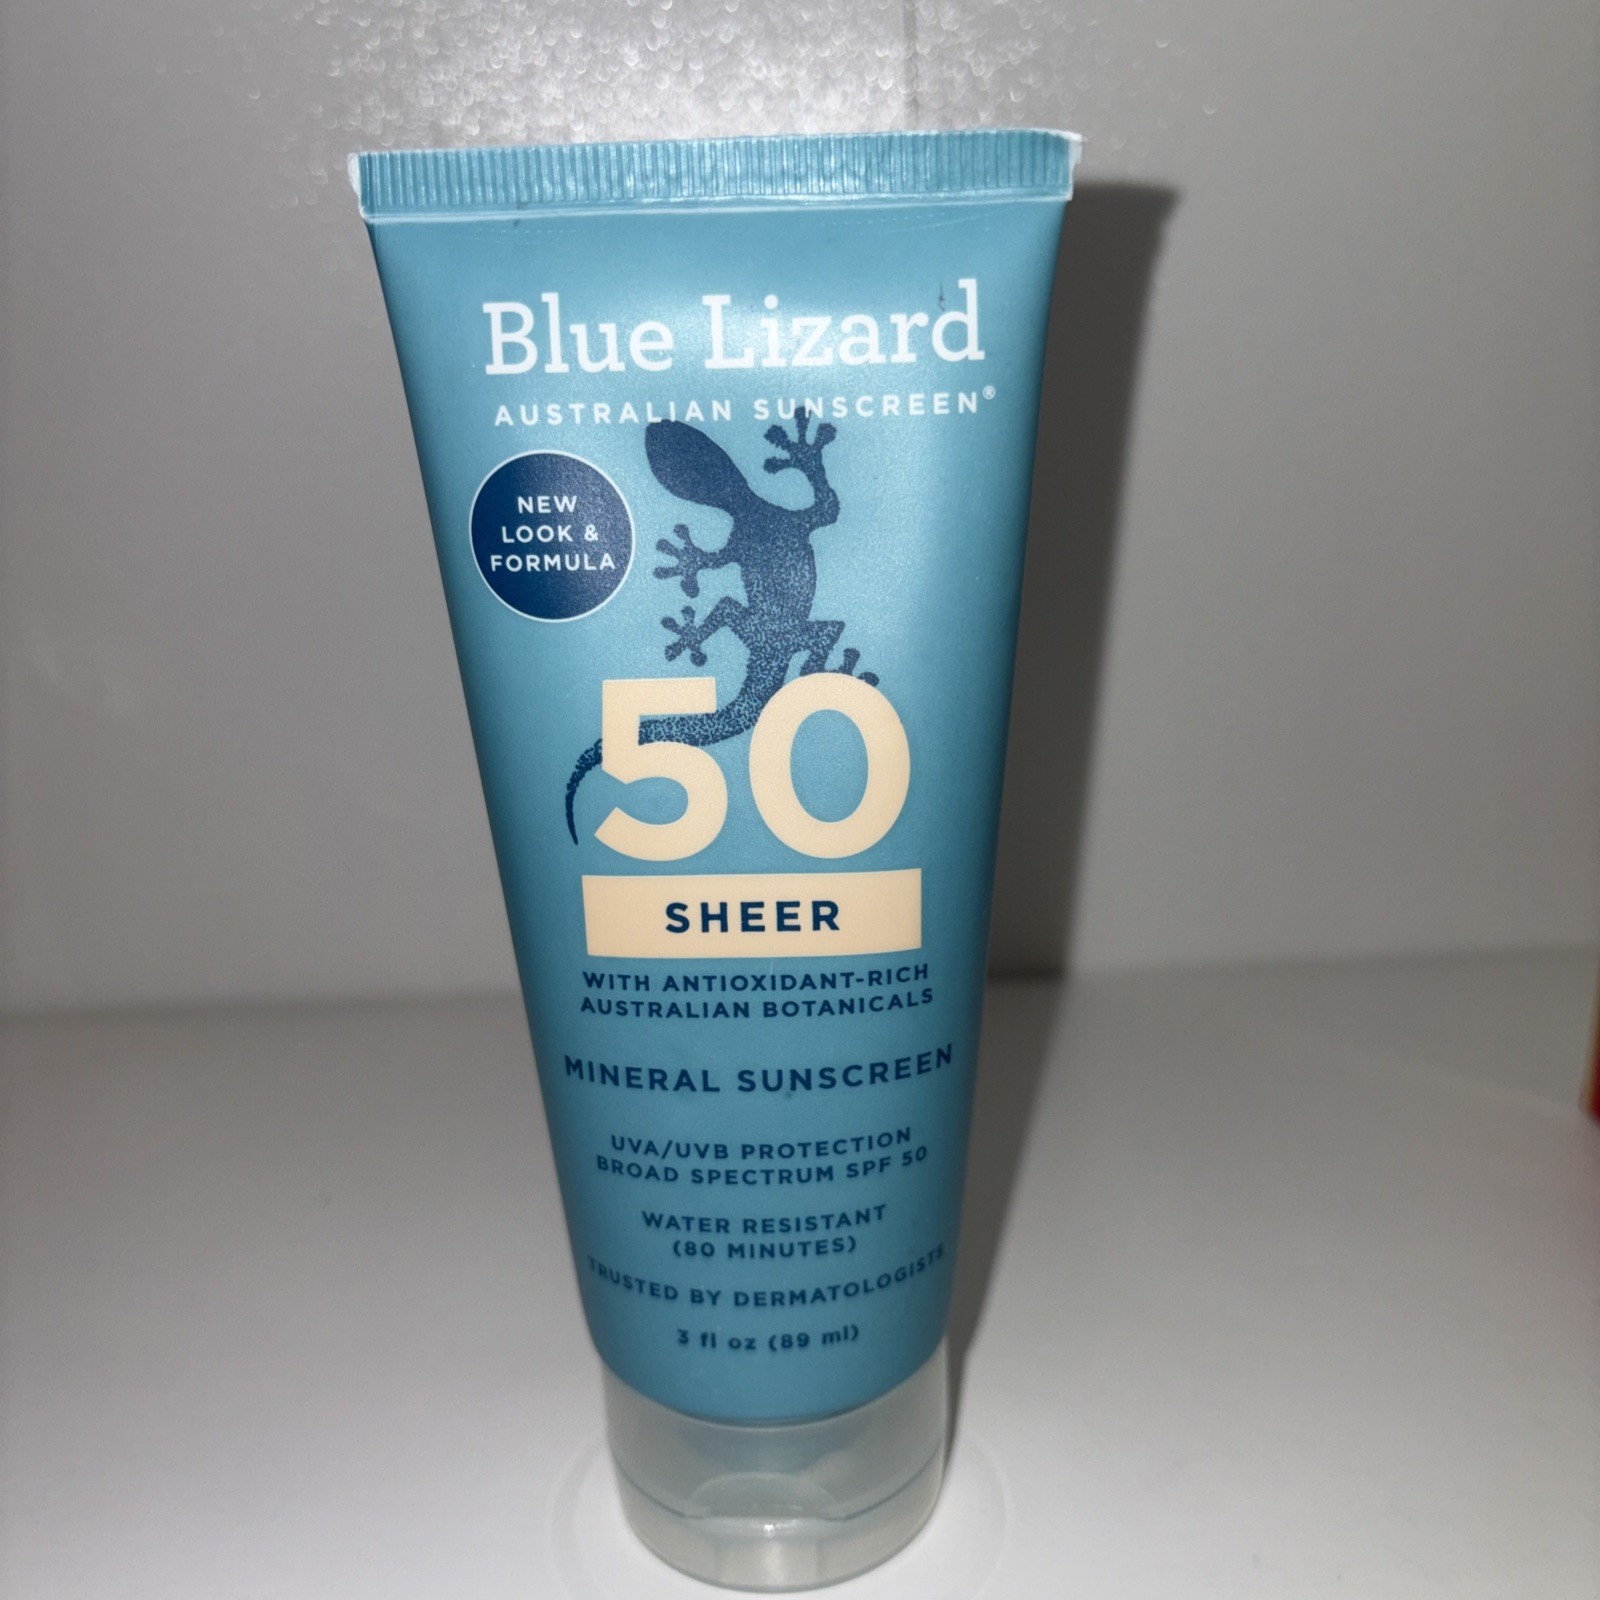 Blue Lizard
AUSTRALIAN SUNSCREEN®
NEW
LOOK &
FORMULA
50
SHEER
WITH ANTIOXIDANT-RICH
AUSTRALIAN BOTANICALS
MINERAL SUNSCREEN
UVA/UVB PROTECTION
BROAD SPECTRUM SPF 50
WATER RESISTANT
(80 MINUTES)
TRUSTED BY DERMATOLOGISTS
3 fl oz (89 ml)